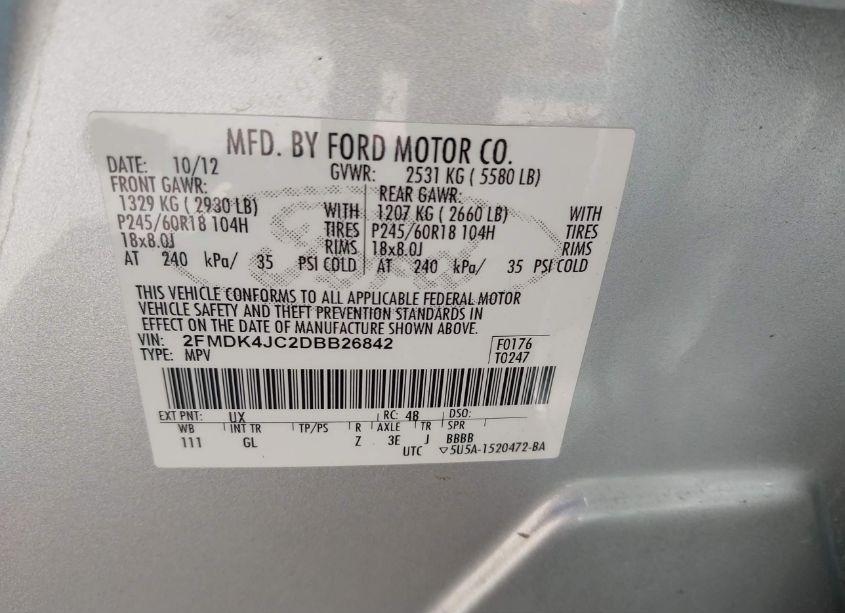 MFD. BY FORD MOTOR CO.
DATE: 10/12 GVWR: 2531 KG ( 5580 LB)
FRONT GAWR: REAR GAWR:
1329 KG ( 2930 LB) WITH 1207 KG ( 2660 LB) WITH
P245/60R18 104H TIRES P245/60R18 104H TIRES
18x8.0J RIMS 18x8.0J RIMS
AT 240 kPa/ 35 PSI COLD AT 240 kPa/ 35 PSI COLD
THIS VEHICLE CONFORMS TO ALL APPLICABLE FEDERAL MOTOR
VEHICLE SAFETY AND THEFT PREVENTION STANDARDS IN
EFFECT ON THE DATE OF MANUFACTURE SHOWN ABOVE.
VIN: 2FMDK4JC2DBB26842 F0176
TYPE: MPV T0247
EXT PNT: UX RC: 48 DSO:
WB INT TR TP/PS R AXLE TR SPR
111 GL Z 3E J BBBB
UTC ▽5U5A-1520472-BA